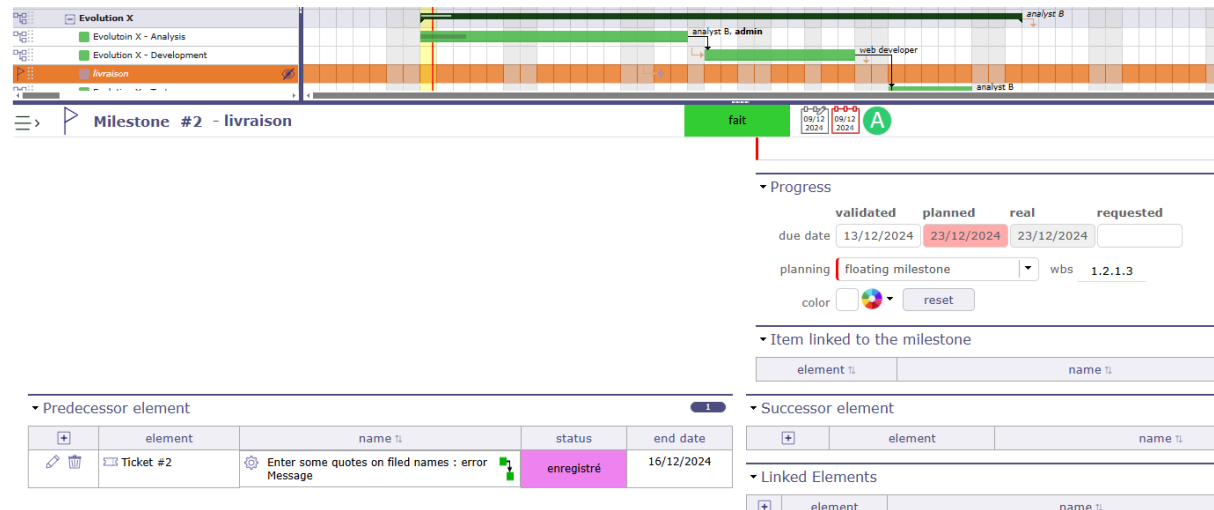 Evolution X
analyst B
Evolutoin X - Analysis
analyst B, admin
Evolution X - Development
web developer
livraison
analyst B
Milestone #2 - livraison
fait
09/12 2024
09/12 2024
A
Progress
validated planned real requested
due date 13/12/2024 23/12/2024 23/12/2024
planning floating milestone wbs 1.2.1.3
color reset
Item linked to the milestone
element name
Predecessor element 1
element name status end date
Ticket #2 Enter some quotes on filed names : error Message enregistré 16/12/2024
Successor element
element name
Linked Elements
element name